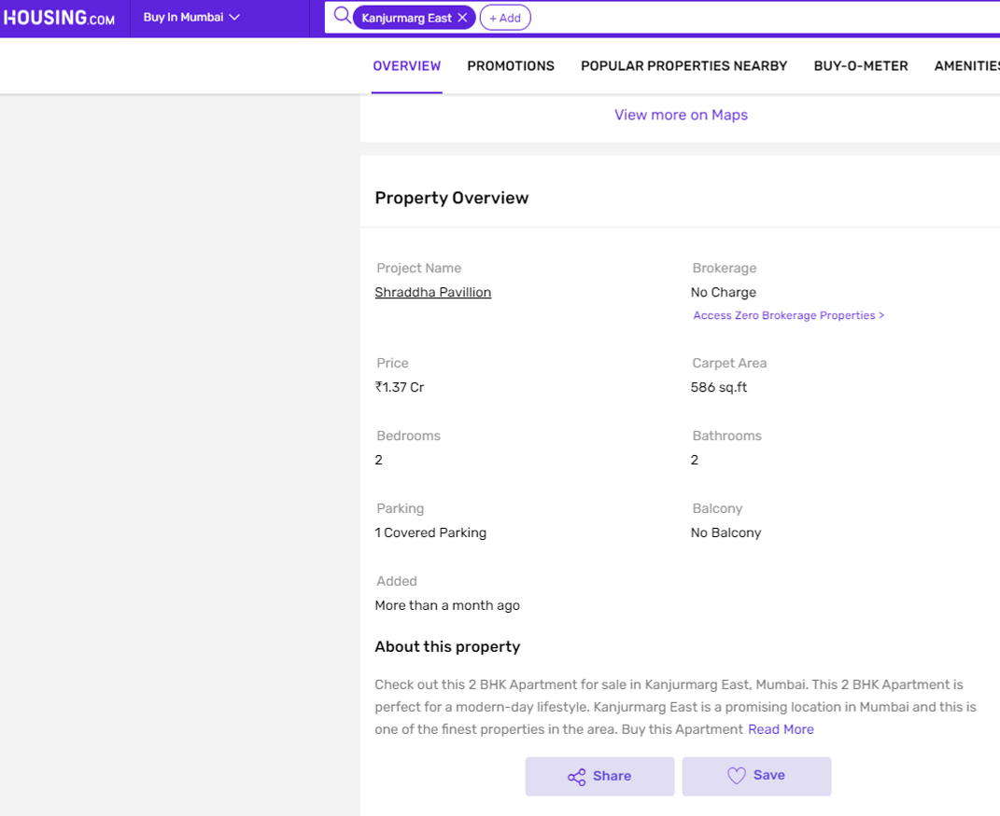 HOUSING.COM
Buy In Mumbai
Kanjurmarg East
+ Add
OVERVIEW
PROMOTIONS
POPULAR PROPERTIES NEARBY
BUY-O-METER
AMENITIES
View more on Maps
Property Overview
Project Name
Shraddha Pavillion
Brokerage
No Charge
Access Zero Brokerage Properties >
Price
₹1.37 Cr
Carpet Area
586 sq.ft
Bedrooms
2
Bathrooms
2
Parking
1 Covered Parking
Balcony
No Balcony
Added
More than a month ago
About this property
Check out this 2 BHK Apartment for sale in Kanjurmarg East, Mumbai. This 2 BHK Apartment is
perfect for a modern-day lifestyle. Kanjurmarg East is a promising location in Mumbai and this is
one of the finest properties in the area. Buy this Apartment Read More
Share
Save